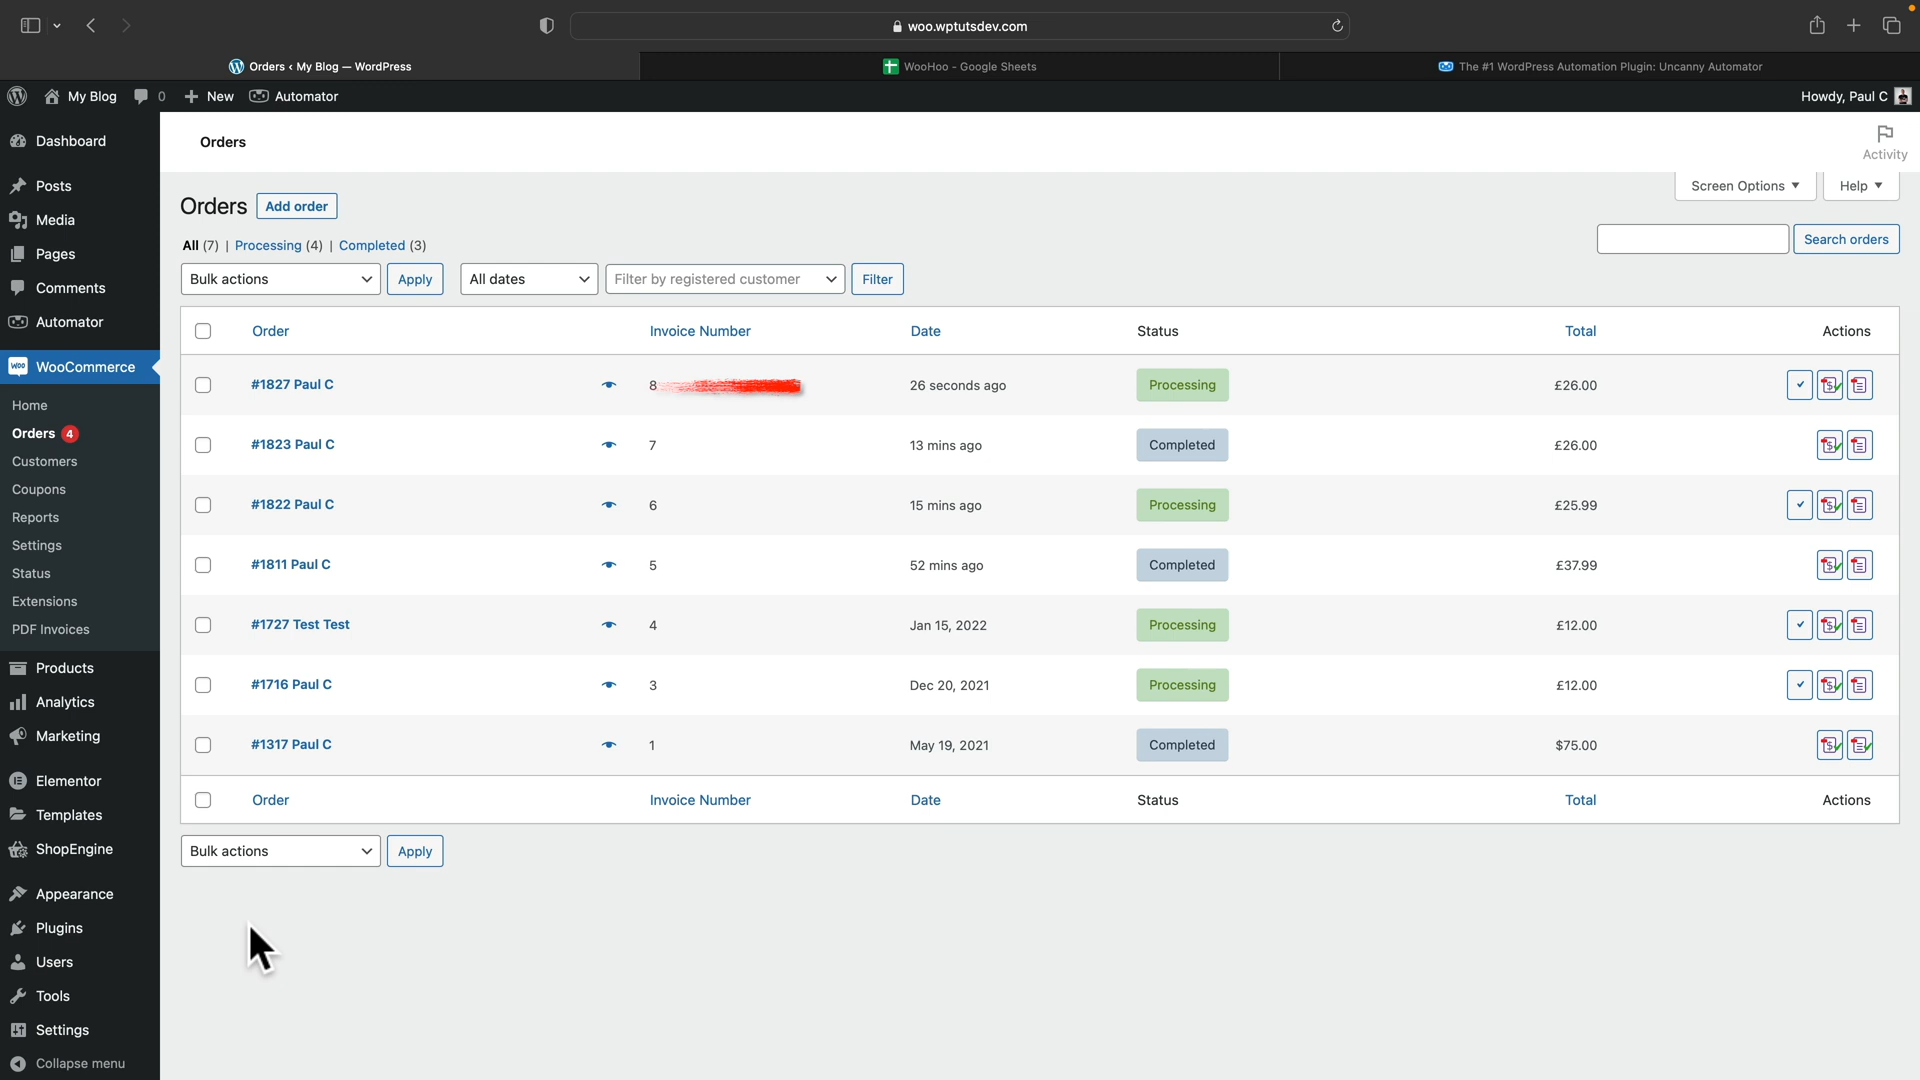 woo.wptutsdev.com
Orders < My Blog — WordPress
WooHoo - Google Sheets
The #1 WordPress Automation Plugin: Uncanny Automator
My Blog 0 New Automator
Howdy, Paul C
Dashboard
Posts
Media
Pages
Comments
Automator
WooCommerce
Home
Orders 4
Customers
Coupons
Reports
Settings
Status
Extensions
PDF Invoices
Products
Analytics
Marketing
Elementor
Templates
ShopEngine
Appearance
Plugins
Users
Tools
Settings
Collapse menu
Orders
Activity
Screen Options ▼ Help ▼
Orders Add order
All (7) | Processing (4) | Completed (3)
Search orders
Bulk actions Apply All dates Filter by registered customer Filter
Order Invoice Number Date Status Total Actions
#1827 Paul C 8 26 seconds ago Processing £26.00
#1823 Paul C 7 13 mins ago Completed £26.00
#1822 Paul C 6 15 mins ago Processing £25.99
#1811 Paul C 5 52 mins ago Completed £37.99
#1727 Test Test 4 Jan 15, 2022 Processing £12.00
#1716 Paul C 3 Dec 20, 2021 Processing £12.00
#1317 Paul C 1 May 19, 2021 Completed $75.00
Order Invoice Number Date Status Total Actions
Bulk actions Apply